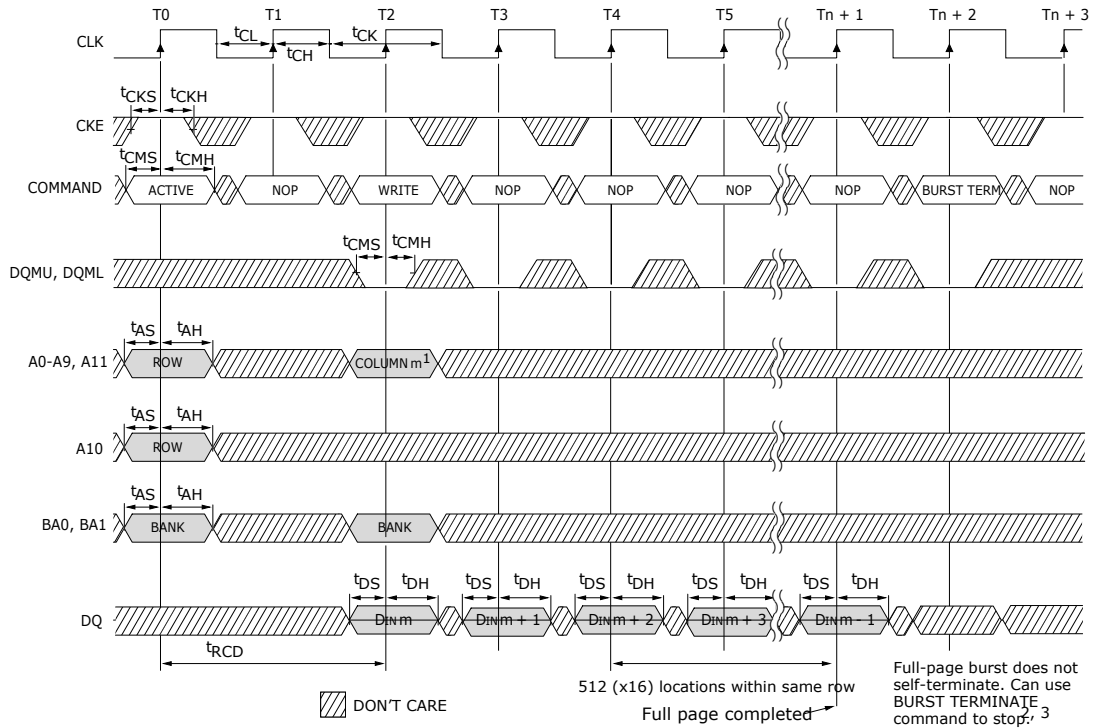 T0 T1 T2 T3 T4 T5 Tn + 1 Tn + 2 Tn + 3
CLK tCL tCH tCK
tCKS tCKH
CKE
tCMS tCMH
COMMAND ACTIVE NOP WRITE NOP NOP NOP NOP BURST TERM NOP
tCMS tCMH
DQMU, DQML
tAS tAH
A0-A9, A11 ROW COLUMN m1
tAS tAH
A10 ROW
tAS tAH
BA0, BA1 BANK BANK
tDS tDH tDS tDH tDS tDH tDS tDH tDS tDH
DQ DIN m DIN m + 1 DIN m + 2 DIN m + 3 DIN m - 1
tRCD
512 (x16) locations within same row
Full page completed
Full-page burst does not
self-terminate. Can use
BURST TERMINATE
command to stop.2, 3
DON'T CARE